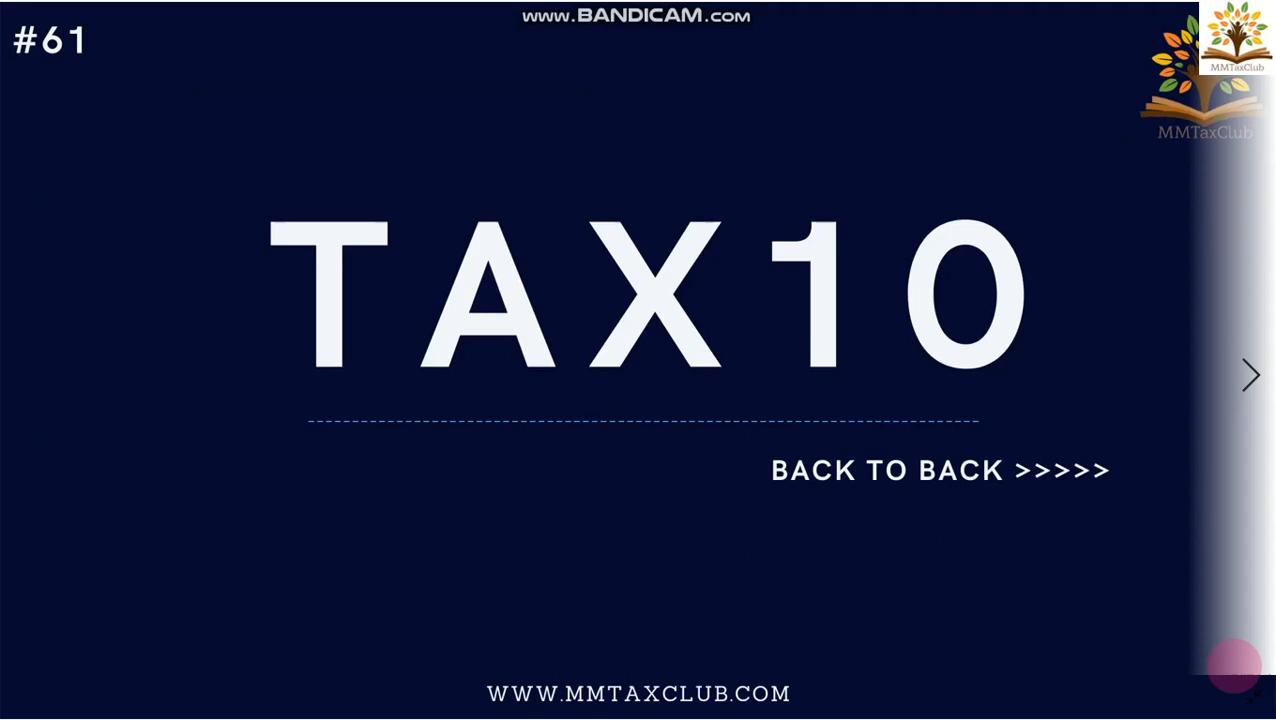 WWW.BANDICAM.COM
#61
MMTaxClub
MMTaxClub
TAX10
BACK TO BACK >>>>>
WWW.MMTAXCLUB.COM